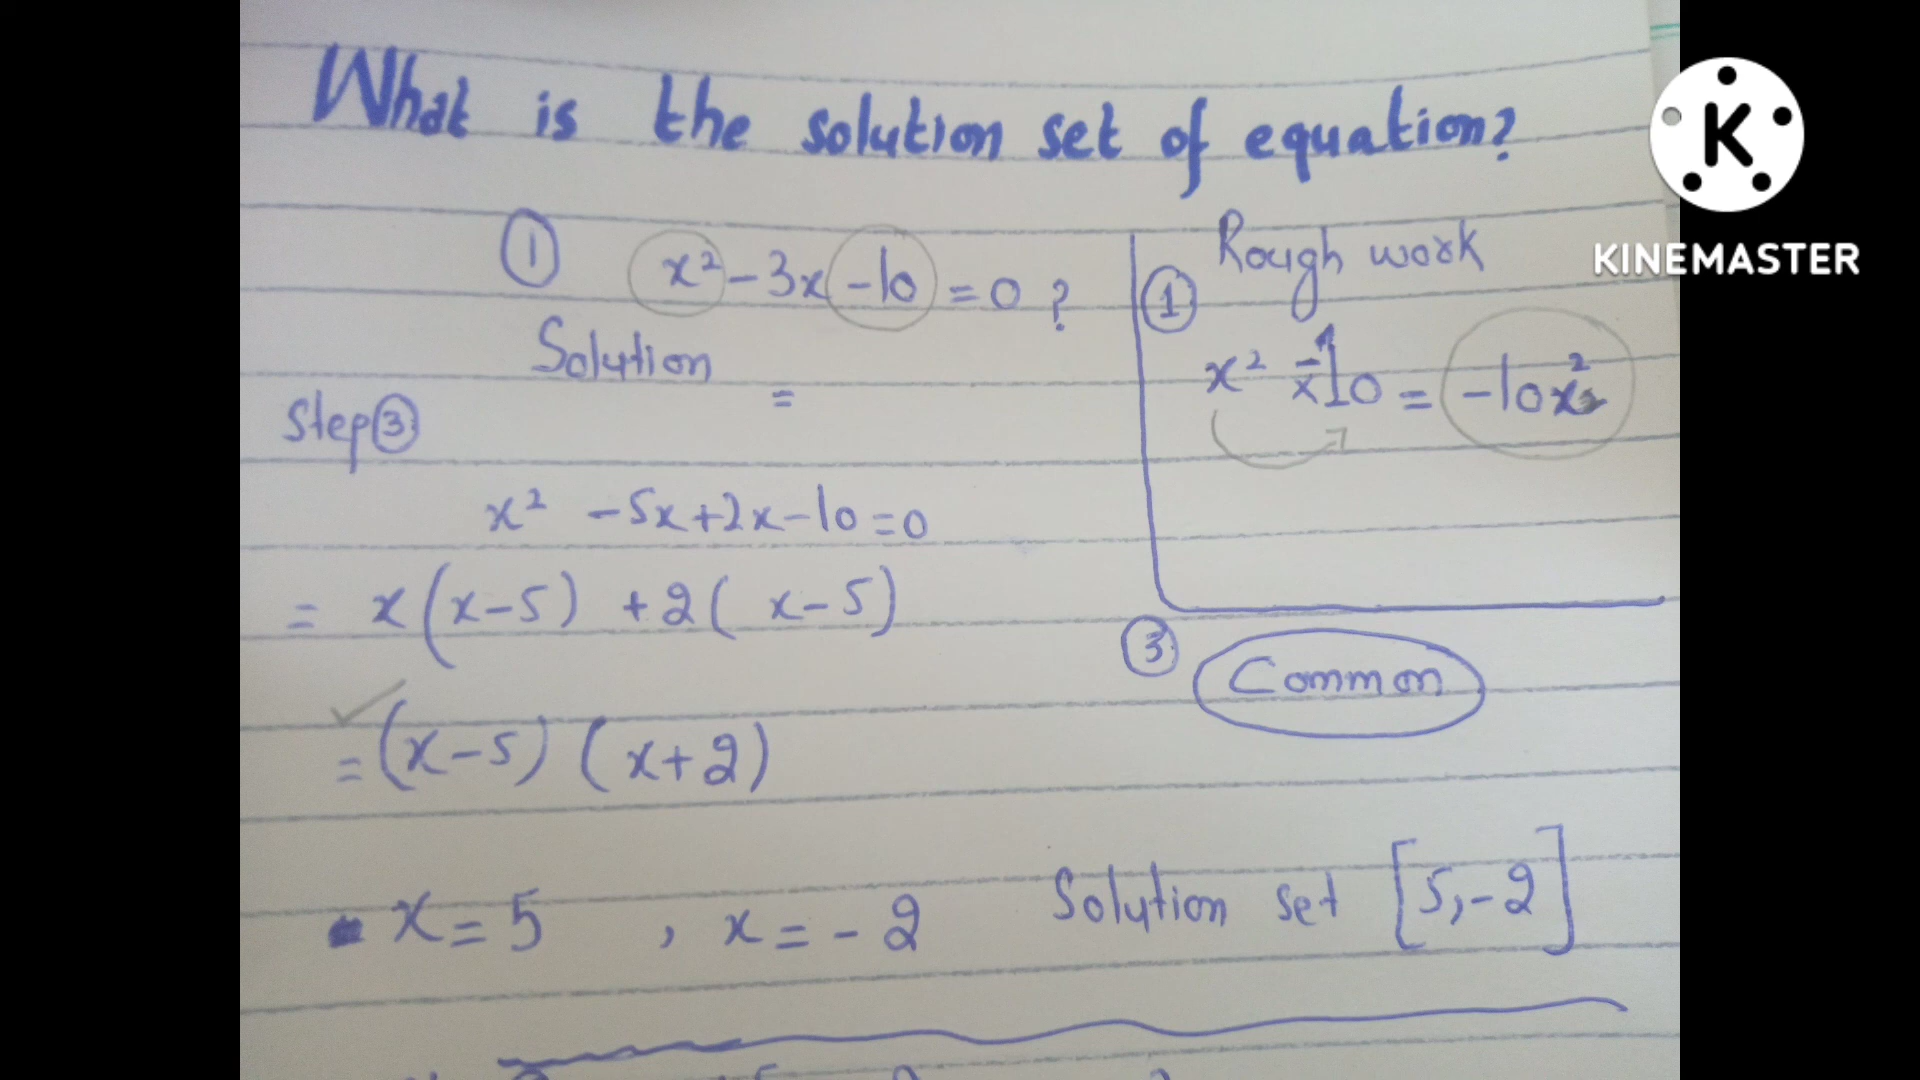 What is the solution set of equation?
① x² - 3x - 10 = 0 ?
Solution =
Step ③
x² - 5x + 2x - 10 = 0
= x(x-5) + 2( x-5)
= (x-5) (x+2)
x = 5 , x = - 2 Solution set [5,-2]
Rough work
①
x² × -10 = -10x²
③ Common
KINEMASTER